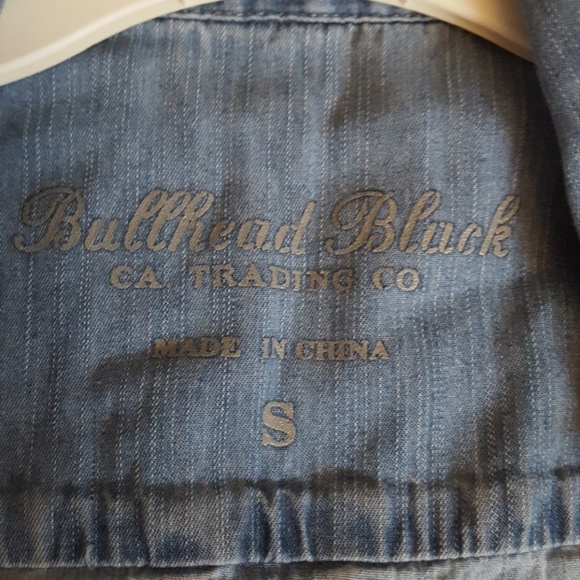 Bullhead Black
CA TRADING CO
MADE IN CHINA
S